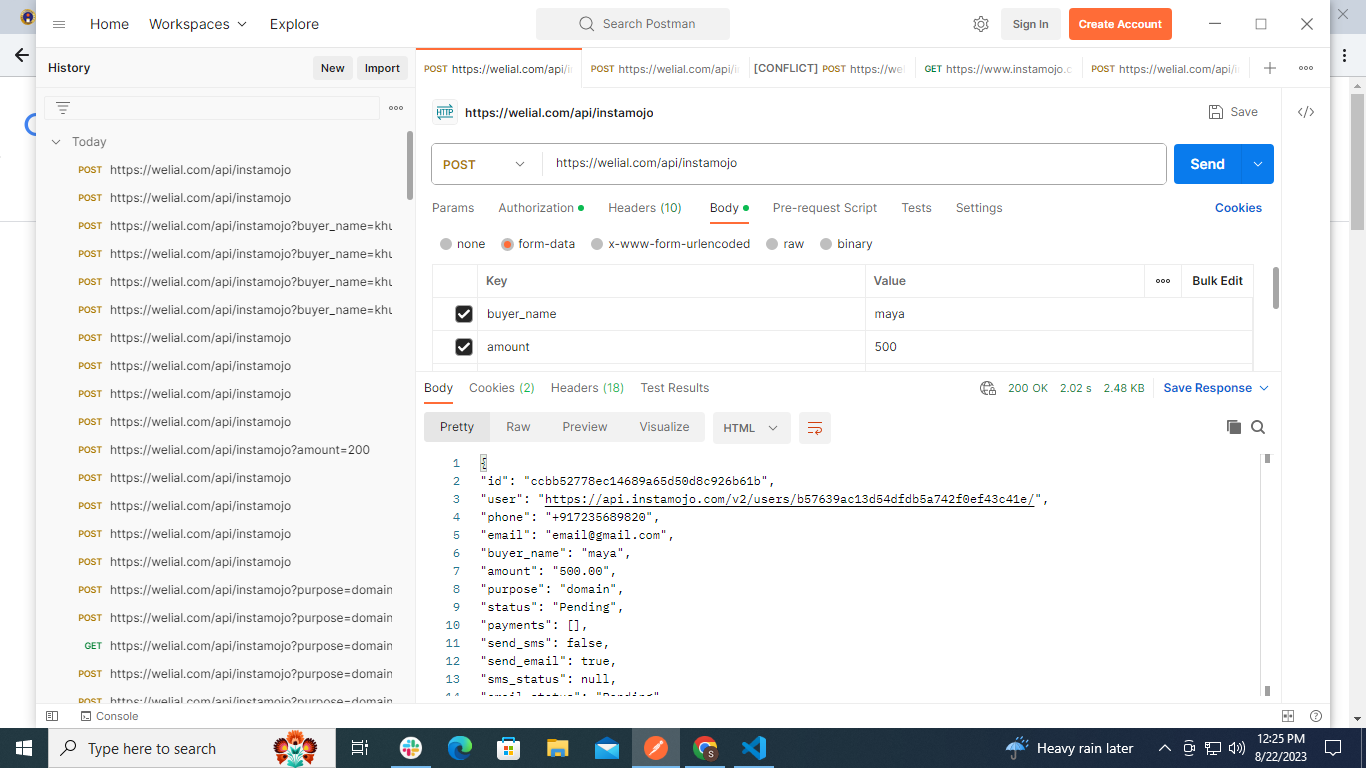 Home Workspaces Explore Search Postman Sign In Create Account
History New Import
POST https://welial.com/api/i POST https://welial.com/api/i [CONFLICT] POST https://we GET https://www.instamojo.c POST https://welial.com/api/i
HTTP https://welial.com/api/instamojo Save
Today
POST https://welial.com/api/instamojo
POST https://welial.com/api/instamojo
POST https://welial.com/api/instamojo?buyer_name=khu
POST https://welial.com/api/instamojo?buyer_name=khu
POST https://welial.com/api/instamojo?buyer_name=khu
POST https://welial.com/api/instamojo?buyer_name=khu
POST https://welial.com/api/instamojo
POST https://welial.com/api/instamojo
POST https://welial.com/api/instamojo
POST https://welial.com/api/instamojo
POST https://welial.com/api/instamojo?amount=200
POST https://welial.com/api/instamojo
POST https://welial.com/api/instamojo
POST https://welial.com/api/instamojo
POST https://welial.com/api/instamojo
POST https://welial.com/api/instamojo?purpose=domain
POST https://welial.com/api/instamojo?purpose=domain
GET https://welial.com/api/instamojo?purpose=domain
POST https://welial.com/api/instamojo?purpose=domain
POST https://welial.com/api/instamojo?purpose=domain
POST https://welial.com/api/instamojo Send
Params Authorization Headers (10) Body Pre-request Script Tests Settings Cookies
none form-data x-www-form-urlencoded raw binary
Key Value Bulk Edit
buyer_name maya
amount 500
Body Cookies (2) Headers (18) Test Results 200 OK 2.02 s 2.48 KB Save Response
Pretty Raw Preview Visualize HTML
1 {
2 "id": "ccbb52778ec14689a65d50d8c926b61b",
3 "user": "https://api.instamojo.com/v2/users/b57639ac13d54dfdb5a742f0ef43c41e/",
4 "phone": "+917235689820",
5 "email": "email@gmail.com",
6 "buyer_name": "maya",
7 "amount": "500.00",
8 "purpose": "domain",
9 "status": "Pending",
10 "payments": [],
11 "send_sms": false,
12 "send_email": true,
13 "sms_status": null,
14 "email_status": "Pending"
Console
Type here to search Heavy rain later 12:25 PM
8/22/2023